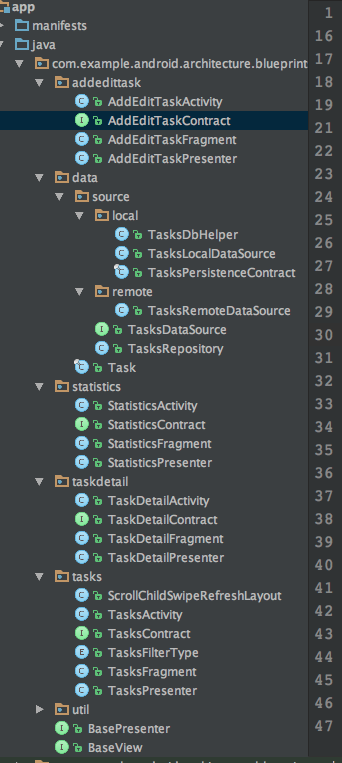 app
manifests
java
com.example.android.architecture.blueprint
addedittask
C AddEditTaskActivity
I AddEditTaskContract
C AddEditTaskFragment
C AddEditTaskPresenter
data
source
local
C TasksDbHelper
C TasksLocalDataSource
C TasksPersistenceContract
remote
C TasksRemoteDataSource
I TasksDataSource
C TasksRepository
C Task
statistics
C StatisticsActivity
I StatisticsContract
C StatisticsFragment
C StatisticsPresenter
taskdetail
C TaskDetailActivity
I TaskDetailContract
C TaskDetailFragment
C TaskDetailPresenter
tasks
C ScrollChildSwipeRefreshLayout
C TasksActivity
I TasksContract
E TasksFilterType
C TasksFragment
C TasksPresenter
util
I BasePresenter
I BaseView
1
16
17
18
19
21
22
23
24
25
26
27
28
29
30
31
32
33
34
35
36
37
38
39
40
41
42
43
44
45
46
47